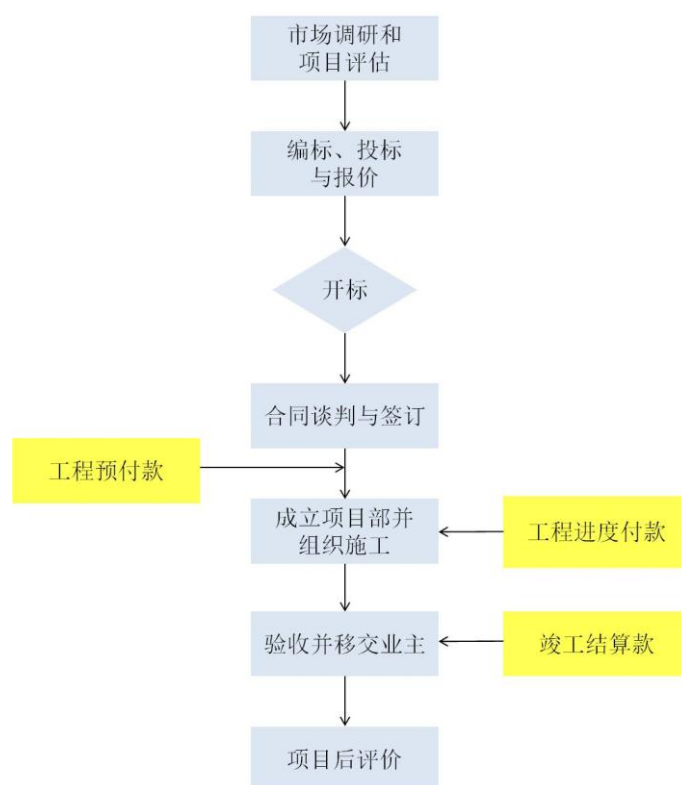 市场调研和
项目评估
编标、投标
与报价
开标
合同谈判与签订
工程预付款
成立项目部并
组织施工
工程进度付款
验收并移交业主
竣工结算款
项目后评价